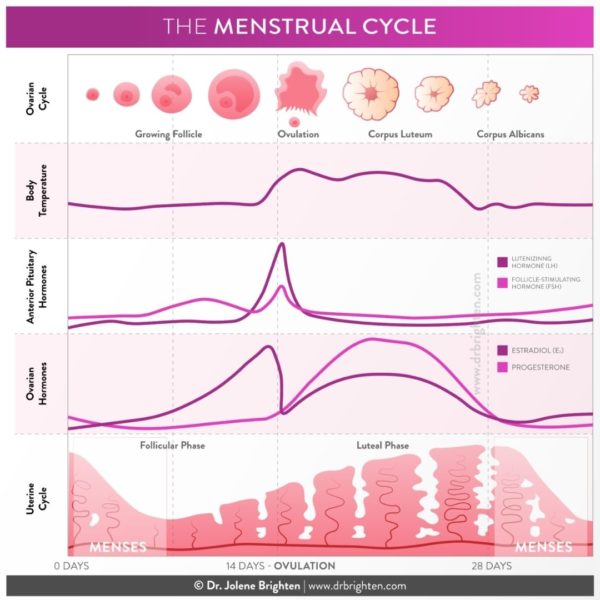 THE MENSTRUAL CYCLE
Ovarian
Cycle
Growing Follicle
Ovulation
Corpus Luteum
Corpus Albicans
Body
Temperature
Anterior Pituitary
Hormones
LUTENIZINNG
HORMONE (LH)
FOLLICLE-STIMULATING
HORMONE (FSH)
www.drbrighten.com
Ovarian
Hormones
ESTRADIOL (E₂)
PROGESTERONE
Uterine
Cycle
Follicular Phase
Luteal Phase
MENSES
MENSES
0 DAYS
14 DAYS - OVULATION
28 DAYS
© Dr. Jolene Brighten | www.drbrighten.com